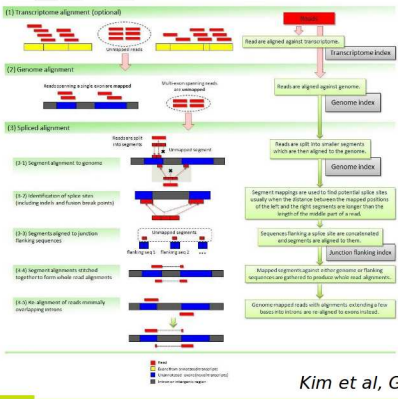 (1) Transcriptome alignment (optional)
Reads
Read are aligned against transcriptome.
Unmapped reads
Transcriptome index
(2) Genome alignment
Reads spanning a single exon are mapped
Multi-exon-spanning reads
are unmapped
Reads are aligned against genome.
Genome index
(3) Spliced alignment
Reads are split
into segments
Unmapped segment
Reads are split into smaller segments
which are then aligned to the genome.
(3-1) Segment alignment
to genome
Genome index
(3-2) Identification of splice sites
(including indels and fusion break points)
Segment mappings are used to find potential splice sites
usually when the distance between the mapped positions
of the left and the right segments are longer than the
length of the middle part of a read.
(3-3) Segments aligned to junction
flanking sequences
Unmapped segments
flanking seq 1
flanking seq 2
Sequences flanking a splice site are concatenated
and segments are aligned to them.
Junction flanking index
(3-4) Segment alignments stitched
together to form whole read alignments
Mapped segments against either genome or flanking
sequences are gathered to produce whole read alignments.
(3-5) Re-alignment of reads minimally
overlapping introns
Genome mapped reads with alignments extending a few
bases into introns are re-aligned to exons instead.
Read
Intron or intergenic region
Kim et al, G